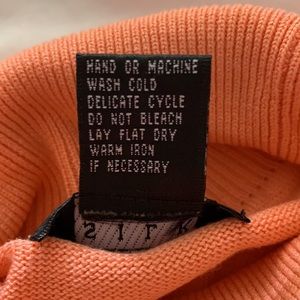 HAND OR MACHINE
WASH COLD
DELICATE CYCLE
DO NOT BLEACH
LAY FLAT DRY
WARM IRON
IF NECESSARY